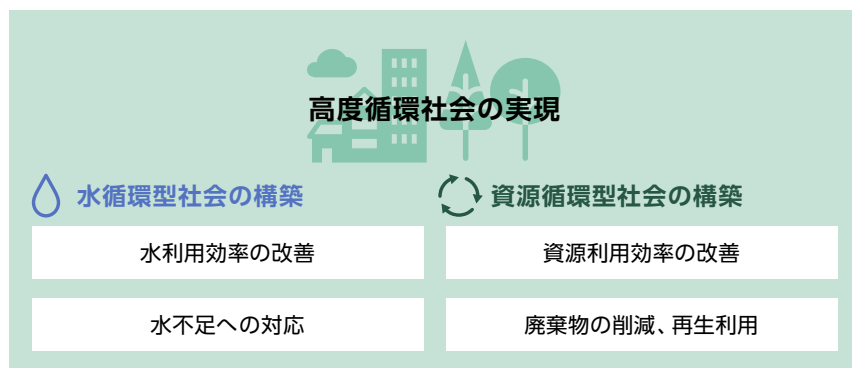 高度循環社会の実現
水循環型社会の構築
水利用効率の改善
水不足への対応
資源循環型社会の構築
資源利用効率の改善
廃棄物の削減、再生利用